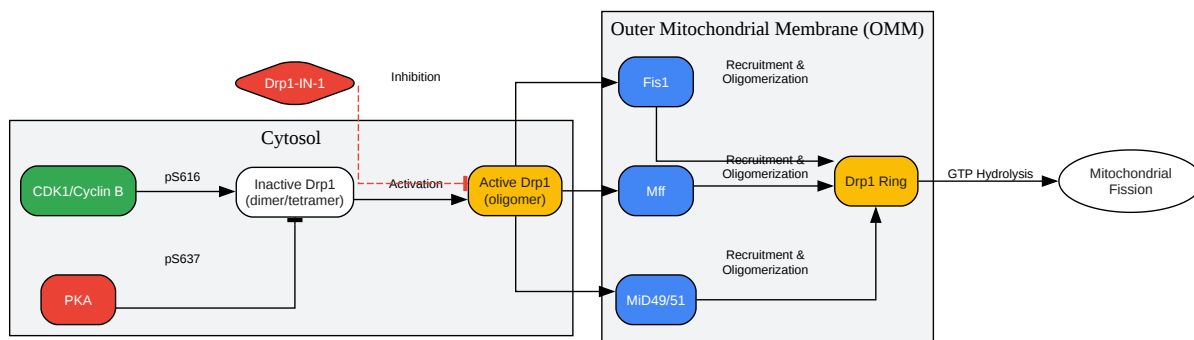 Outer Mitochondrial Membrane (OMM)
Drp1-IN-1
Inhibition
Fis1
Recruitment &
Oligomerization
Cytosol
CDK1/Cyclin B
pS616
Inactive Drp1
(dimer/tetramer)
Activation
Active Drp1
(oligomer)
Mff
Recruitment &
Oligomerization
Drp1 Ring
GTP Hydrolysis
Mitochondrial
Fission
pS637
PKA
MiD49/51
Recruitment &
Oligomerization